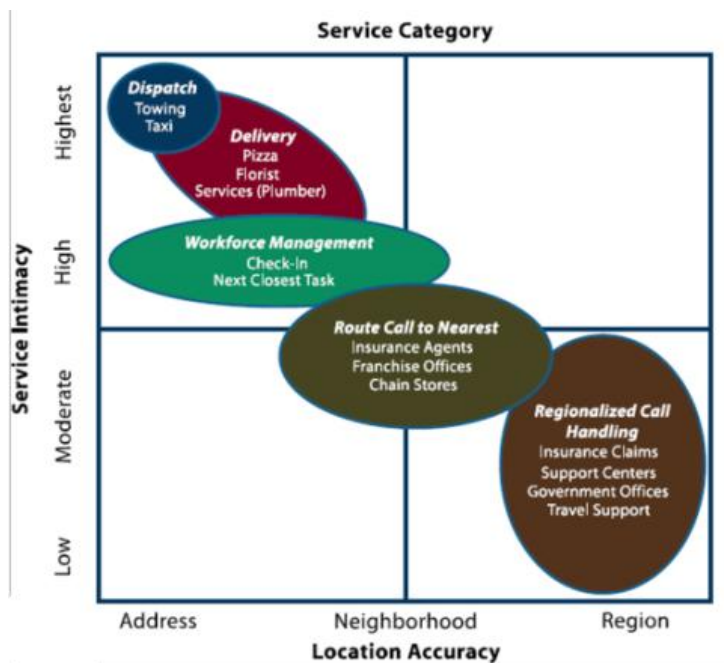 Service Category
Dispatch
Towing
Taxi
Delivery
Pizza
Florist
Services (Plumber)
Workforce Management
Check-In
Next Closest Task
Route Call to Nearest
Insurance Agents
Franchise Offices
Chain Stores
Regionalized Call
Handling
Insurance Claims
Support Centers
Government Offices
Travel Support
Service Intimacy
Highest
High
Moderate
Low
Address
Neighborhood
Region
Location Accuracy